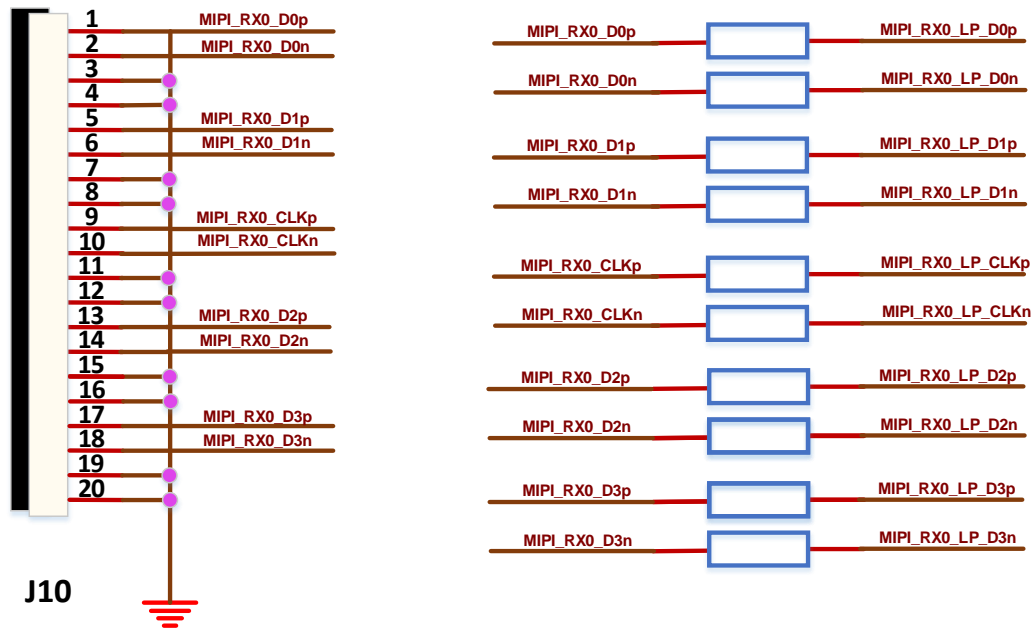 1 MIPI_RX0_D0p
2 MIPI_RX0_D0n
3
4
5 MIPI_RX0_D1p
6 MIPI_RX0_D1n
7
8
9 MIPI_RX0_CLKp
10 MIPI_RX0_CLKn
11
12
13 MIPI_RX0_D2p
14 MIPI_RX0_D2n
15
16
17 MIPI_RX0_D3p
18 MIPI_RX0_D3n
19
20
J10
MIPI_RX0_D0p MIPI_RX0_LP_D0p
MIPI_RX0_D0n MIPI_RX0_LP_D0n
MIPI_RX0_D1p MIPI_RX0_LP_D1p
MIPI_RX0_D1n MIPI_RX0_LP_D1n
MIPI_RX0_CLKp MIPI_RX0_LP_CLKp
MIPI_RX0_CLKn MIPI_RX0_LP_CLKn
MIPI_RX0_D2p MIPI_RX0_LP_D2p
MIPI_RX0_D2n MIPI_RX0_LP_D2n
MIPI_RX0_D3p MIPI_RX0_LP_D3p
MIPI_RX0_D3n MIPI_RX0_LP_D3n